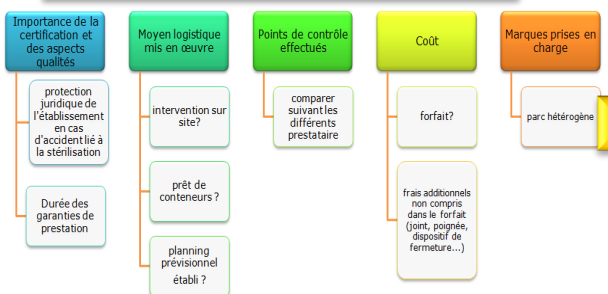 Importance de la
certification et
des aspects
qualités
protection
juridique de
l'établissement
en cas
d'accident lié à
la stérilisation
Durée des
garanties de
prestation
Moyen logistique
mis en œuvre
intervention sur
site?
prêt de
conteneurs ?
planning
prévisionnel
établi ?
Points de contrôle
effectués
comparer
suivant les
différents
prestataire
Coût
forfait?
frais additionnels
non compris
dans le forfait
(joint, poignée,
dispositif de
fermeture...)
Marques prises en
charge
parc hétérogène